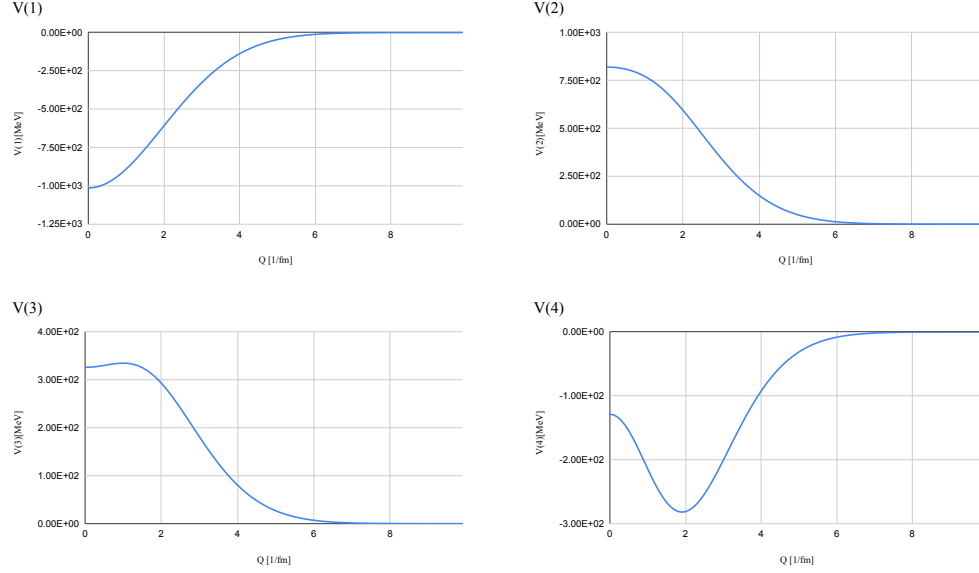 V(1)
0.00E+00
-2.50E+02
-5.00E+02
-7.50E+02
-1.00E+03
-1.25E+03
V(1)[MeV]
0 2 4 6 8
Q [1/fm]
V(2)
1.00E+03
7.50E+02
5.00E+02
2.50E+02
0.00E+00
V(2)[MeV]
0 2 4 6 8
Q [1/fm]
V(3)
4.00E+02
3.00E+02
2.00E+02
1.00E+02
0.00E+00
V(3)[MeV]
0 2 4 6 8
Q [1/fm]
V(4)
0.00E+00
-1.00E+02
-2.00E+02
-3.00E+02
V(4)[MeV]
0 2 4 6 8
Q [1/fm]